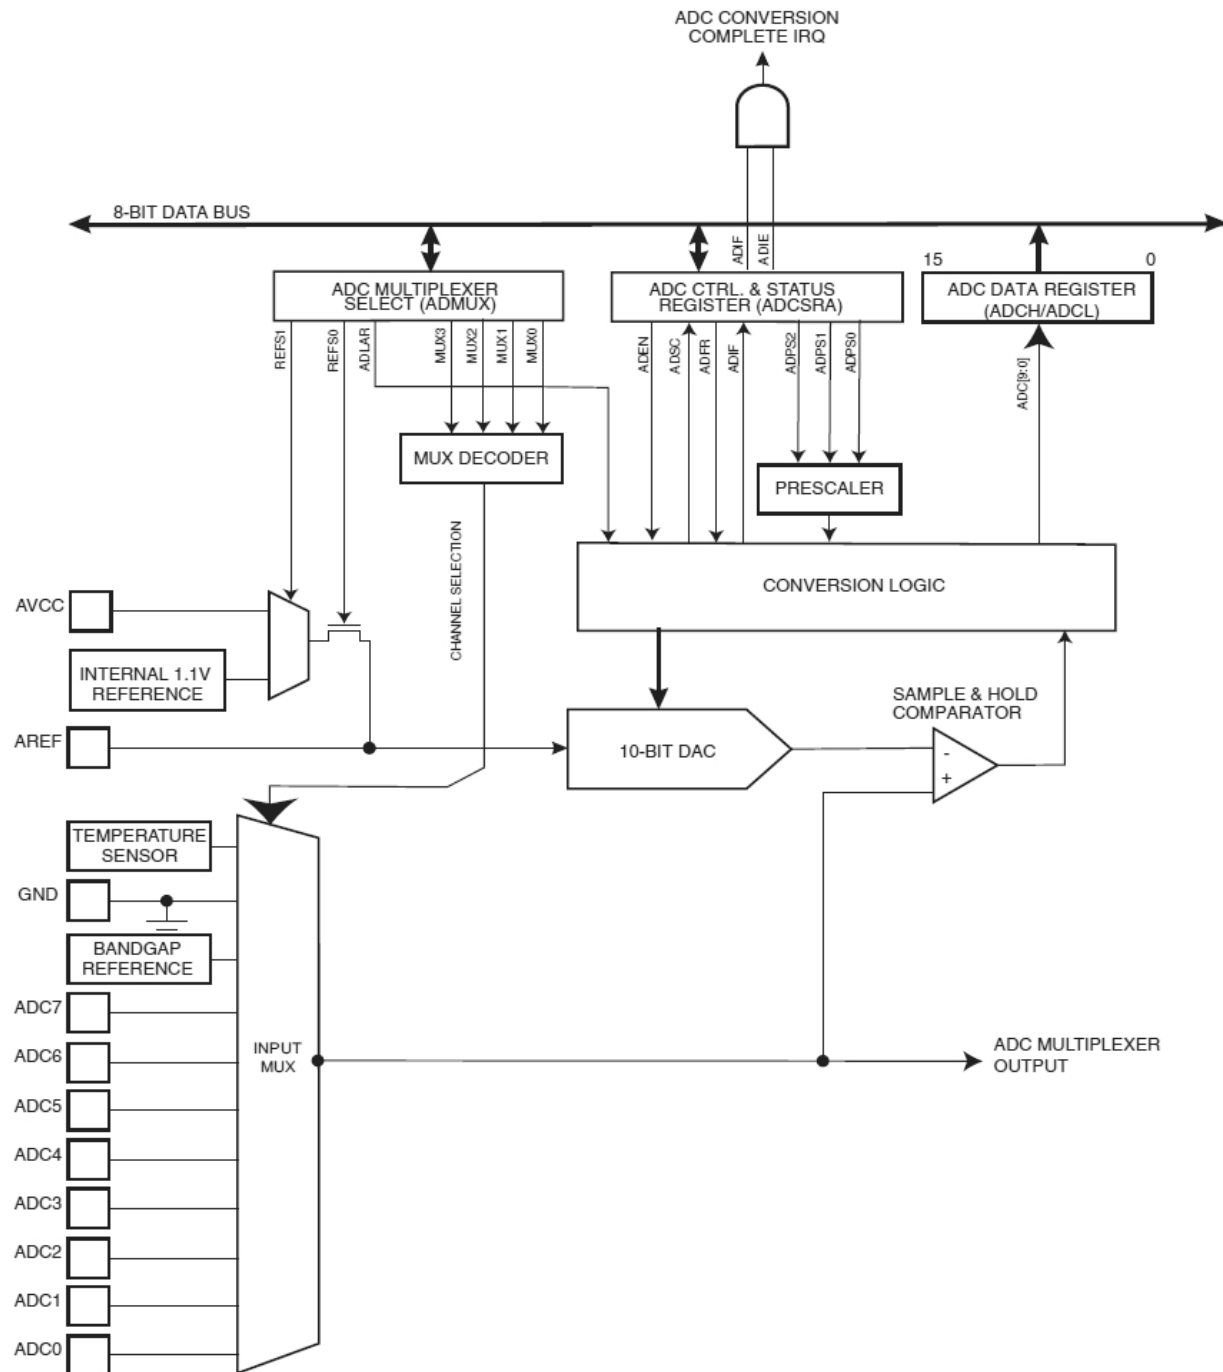 ADC CONVERSION
COMPLETE IRQ
8-BIT DATA BUS
ADIF
ADIE
15
0
ADC MULTIPLEXER
SELECT (ADMUX)
ADC CTRL. & STATUS
REGISTER (ADCSRA)
ADC DATA REGISTER
(ADCH/ADCL)
REFS1
REFS0
ADLAR
MUX3
MUX2
MUX1
MUX0
ADEN
ADSC
ADFR
ADIF
ADPS2
ADPS1
ADPS0
ADC[9:0]
MUX DECODER
PRESCALER
CHANNEL SELECTION
CONVERSION LOGIC
AVCC
INTERNAL 1.1V
REFERENCE
SAMPLE & HOLD
COMPARATOR
AREF
10-BIT DAC
-
+
TEMPERATURE
SENSOR
GND
BANDGAP
REFERENCE
ADC7
ADC6
INPUT
MUX
ADC MULTIPLEXER
OUTPUT
ADC5
ADC4
ADC3
ADC2
ADC1
ADC0